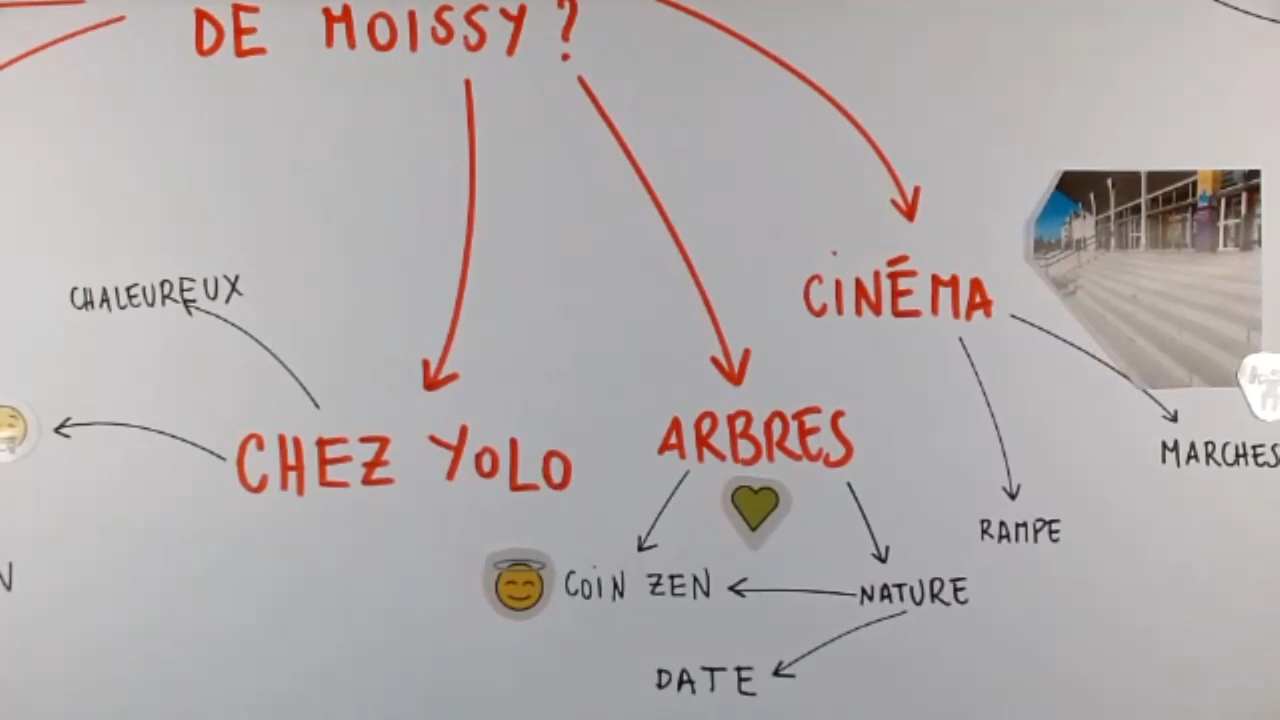 DE MOISSY ?
CHALEUREUX
CINÉMA
CHEZ YOLO
ARBRES
MARCHES
RAMPE
COIN ZEN
NATURE
DATE